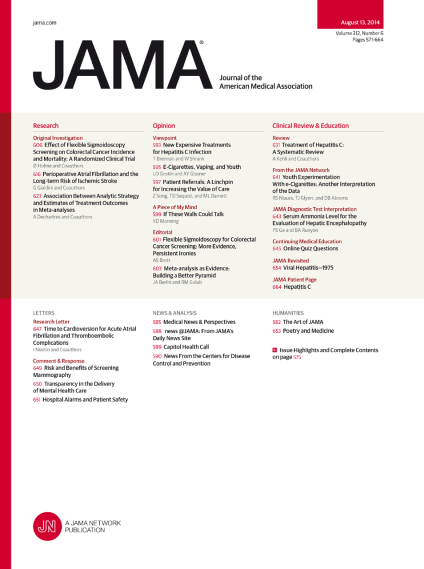 jama.com
August 13, 2014
Volume 312, Number 6
Pages 571-664
JAMA®
Journal of the
American Medical Association
Research
Original Investigation
606 Effect of Flexible Sigmoidoscopy
Screening on Colorectal Cancer Incidence
and Mortality: A Randomized Clinical Trial
Ø Holme and Coauthors
616 Perioperative Atrial Fibrillation and the
Long-term Risk of Ischemic Stroke
G Gialdini and Coauthors
623 Association Between Analytic Strategy
and Estimates of Treatment Outcomes
in Meta-analyses
A Dechartres and Coauthors
Opinion
Viewpoint
593 New Expensive Treatments
for Hepatitis C Infection
T Brennan and W Shrank
595 E-Cigarettes, Vaping, and Youth
LO Gostin and AY Glasner
597 Patient Referrals: A Linchpin
for Increasing the Value of Care
Z Song, TD Sequist, and ML Barnett
A Piece of My Mind
599 If These Walls Could Talk
KD Manning
Editorial
601 Flexible Sigmoidoscopy for Colorectal
Cancer Screening: More Evidence,
Persistent Ironies
AS Brett
603 Meta-analysis as Evidence:
Building a Better Pyramid
JA Berlin and RM Golub
Clinical Review & Education
Review
631 Treatment of Hepatitis C:
A Systematic Review
A Kohli and Coauthors
From the JAMA Network
641 Youth Experimentation
With e-Cigarettes: Another Interpretation
of the Data
RS Niaura, TJ Glynn, and DB Abrams
JAMA Diagnostic Test Interpretation
643 Serum Ammonia Level for the
Evaluation of Hepatic Encephalopathy
PS Ge and BA Runyon
Continuing Medical Education
645 Online Quiz Questions
JAMA Revisited
654 Viral Hepatitis—1975
JAMA Patient Page
664 Hepatitis C
LETTERS
Research Letter
647 Time to Cardioversion for Acute Atrial
Fibrillation and Thromboembolic
Complications
I Nuotio and Coauthors
Comment & Response
649 Risk and Benefits of Screening
Mammography
650 Transparency in the Delivery
of Mental Health Care
651 Hospital Alarms and Patient Safety
NEWS & ANALYSIS
585 Medical News & Perspectives
588 news @JAMA: From JAMA's
Daily News Site
589 Capitol Health Call
590 News From the Centers for Disease
Control and Prevention
HUMANITIES
582 The Art of JAMA
653 Poetry and Medicine
Issue Highlights and Complete Contents
on page 575
JN
A JAMA NETWORK
PUBLICATION